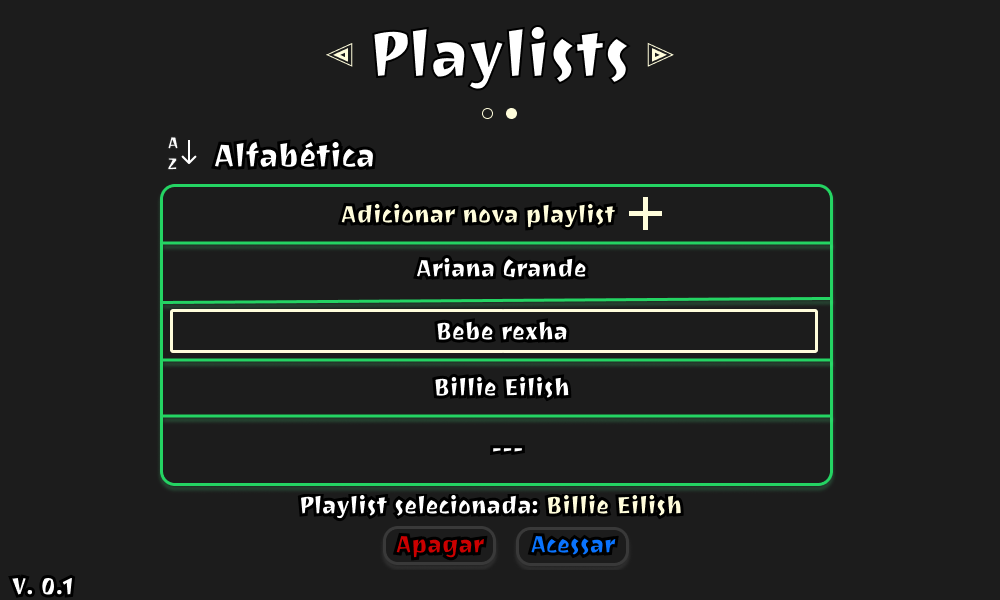 Playlists
A
Z
Alfabética
Adicionar nova playlist
Ariana Grande
Bebe rexha
Billie Eilish
---
Playlist selecionada: Billie Eilish
Apagar Acessar
V. 0.1